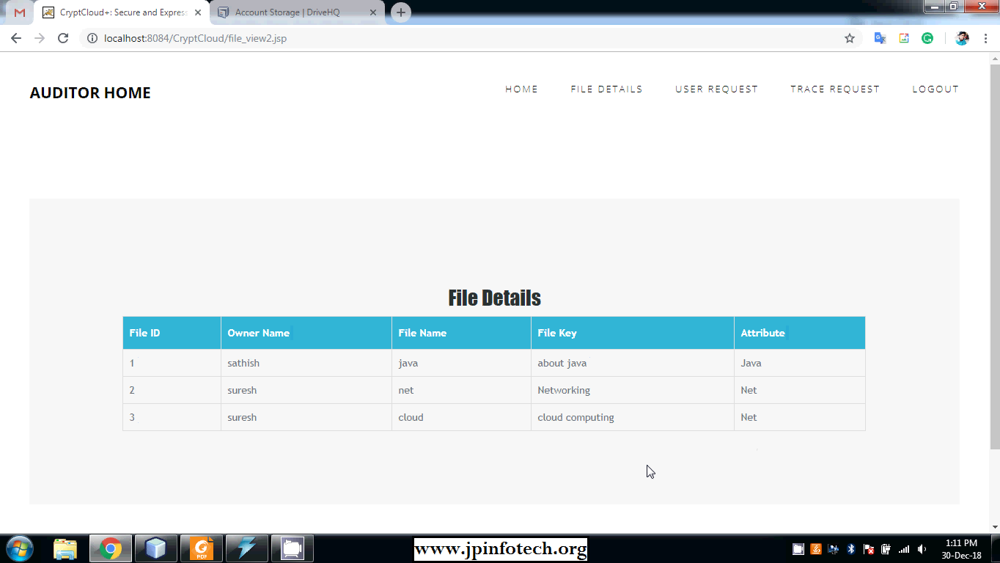 CryptCloud+: Secure and Express
Account Storage | DriveHQ
localhost:8084/CryptCloud/file_view2.jsp
AUDITOR HOME
HOME FILE DETAILS USER REQUEST TRACE REQUEST LOGOUT
File Details
File ID Owner Name File Name File Key Attribute
1 sathish java about java Java
2 suresh net Networking Net
3 suresh cloud cloud computing Net
PDF
www.jpinfotech.org
1:11 PM
30-Dec-18